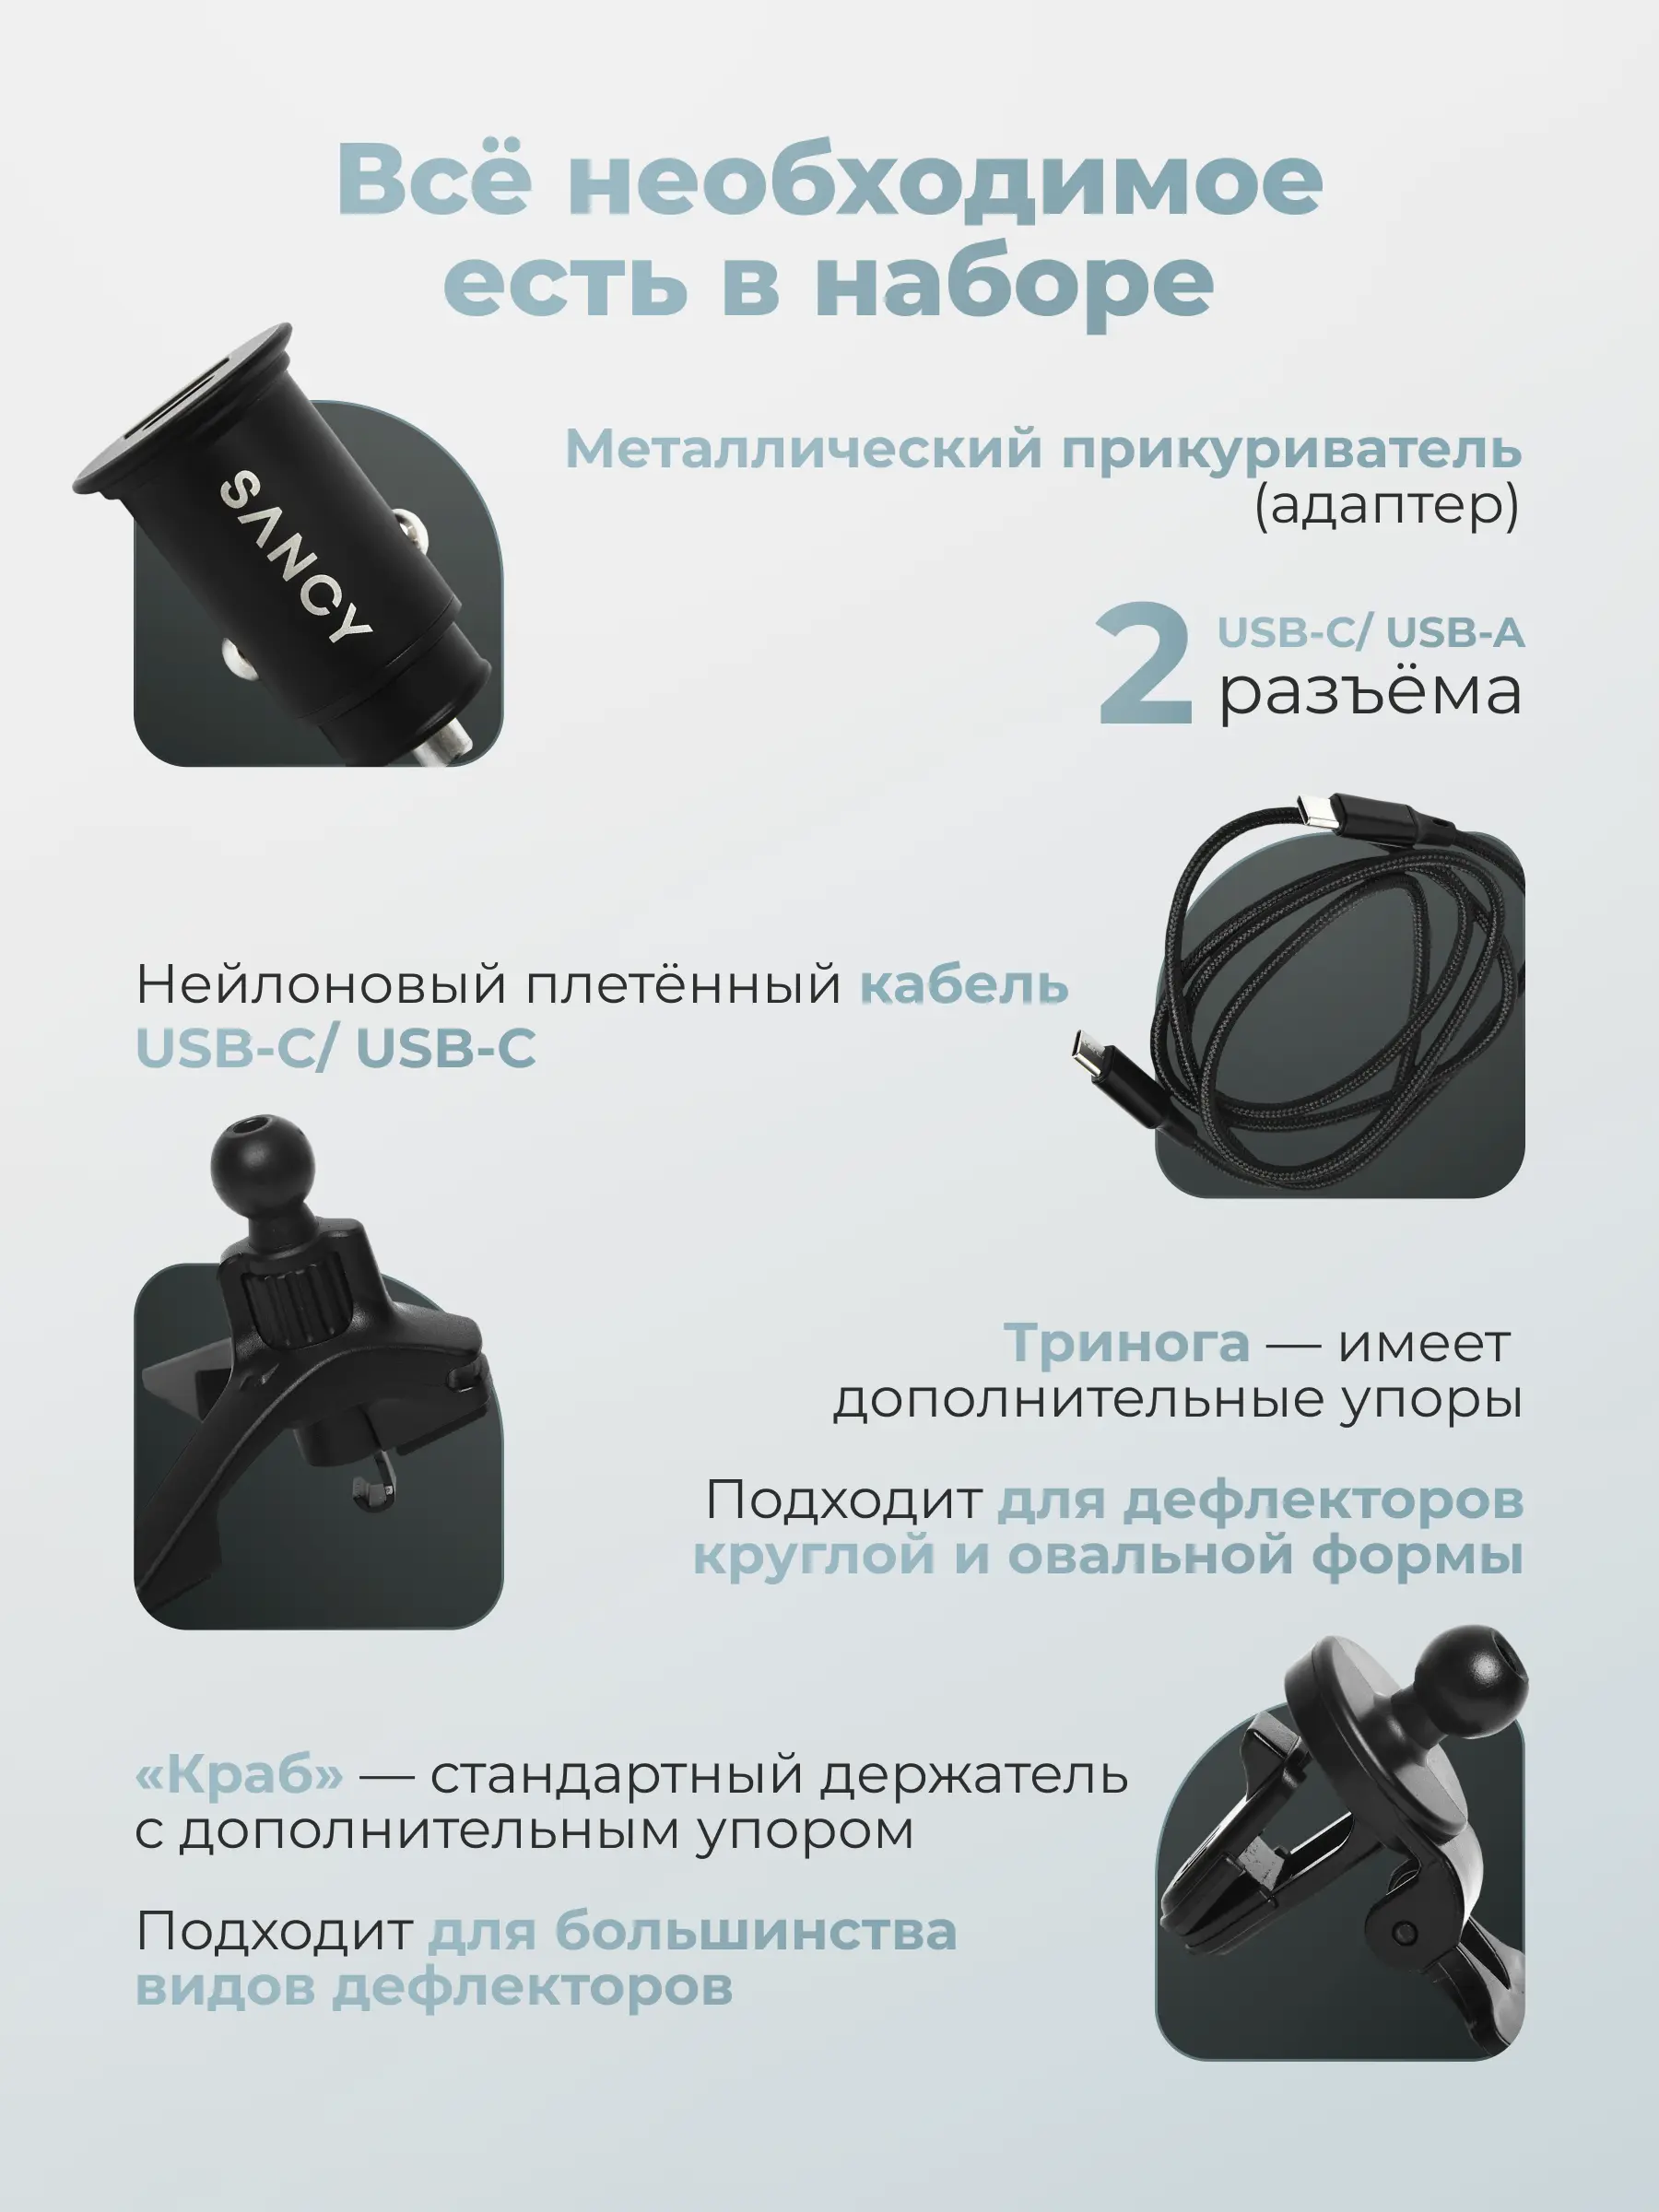 Всё необходимое
есть в наборе
SANCY
Металлический прикуриватель
(адаптер)
2 USB-C/ USB-A
разъёма
Нейлоновый плетённый кабель
USB-C/ USB-C
Тринога — имеет
дополнительные упоры
Подходит для дефлекторов
круглой и овальной формы
«Краб» — стандартный держатель
с дополнительным упором
Подходит для большинства
видов дефлекторов